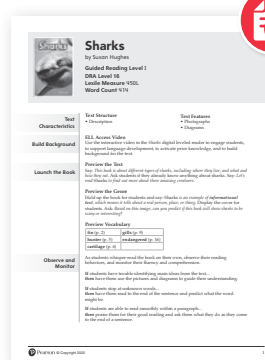 Sharks
by Susan Hughes
Guided Reading Level I
DRA Level 16
Lexile Measure 450L
Word Count 414
Text
Characteristics
Text Structure
• Description
Text Features
• Photographs
• Diagrams
Build Background
ELL Access Video
Use the interactive video in the Sharks digital leveled reader to engage students,
to support language development, to activate prior knowledge, and to build
background for the text.
Launch the Book
Preview the Text
Say: This book is about different types of sharks, including where they live, and what and
how they eat. Ask students if they already know anything about sharks. Say: Let's
read Sharks to find out more about these amazing creatures.
Preview the Genre
Hold up the book for students and say: Sharks is an example of informational
text, which means it tells about a real person, place, or thing. Display the cover for
students. Ask: Based on this image, can you predict if this book will show sharks to be
scary or interesting?
Preview Vocabulary
fin (p. 2)
gills (p. 9)
hunter (p. 5)
endangered (p. 16)
cartilage (p. 6)
Observe and
Monitor
As students whisper-read the book on their own, observe their reading
behaviors, and monitor their fluency and comprehension.
If students have trouble identifying main ideas from the text...
then have them use the pictures and diagrams to guide their understanding.
If students stop at unknown words...
then have them read to the end of the sentence and predict what the word
might be.
If students are able to read smoothly within a paragraph...
then praise them for their good reading and ask them what they do as they come
to the end of a sentence.
Pearson © Copyright 2020